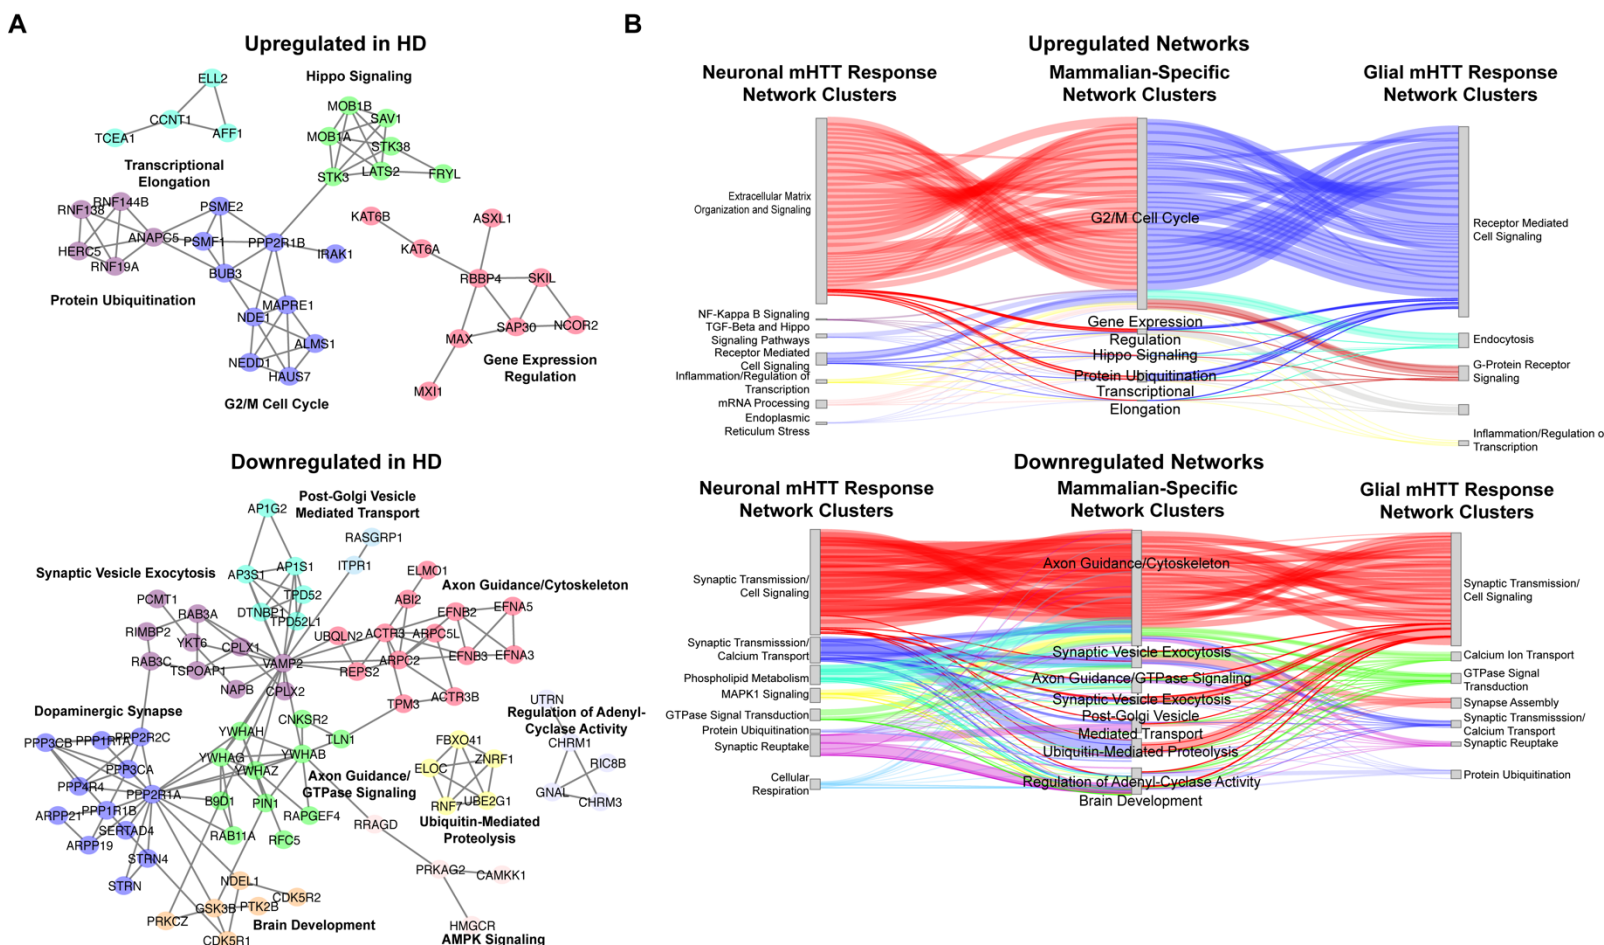 A
Upregulated in HD
ELL2
CCNT1
TCEA1
AFF1
Transcriptional
Elongation
Hippo Signaling
MOB1B
SAV1
MOB1A
STK38
STK3
LATS2
FRYL
RNF138
RNF144B
ANAPC5
HERC5
RNF19A
Protein Ubiquitination
PSME2
PSMF1
PPP2R1B
IRAK1
BUB3
MAPRE1
NDE1
ALMS1
NEDD1
HAUS7
G2/M Cell Cycle
KAT6B
ASXL1
KAT6A
RBBP4
SKIL
SAP30
NCOR2
MAX
MXI1
Gene Expression
Regulation
Downregulated in HD
Post-Golgi Vesicle
Mediated Transport
AP1G2
RASGRP1
ITPR1
AP3S1
AP1S1
TPD52
DTNBP1
TPD52L1
Synaptic Vesicle Exocytosis
PCMT1
RAB3A
RIMBP2
YKT6
CPLX1
RAB3C
TSPOAP1
VAMP2
NAPB
CPLX2
ELMO1
Axon Guidance/Cytoskeleton
ABI2
EFNB2
EFNA5
UBQLN2
ACTR3
ARPC5L
REPS2
ARPC2
EFNB3
EFNA3
TPM3
ACTR3B
Dopaminergic Synapse
PPP3CB
PPP1R1A
PPP2R2C
PPP3CA
PPP4R4
PPP2R1A
PPP1R1B
ARPP21
SERTAD4
ARPP19
STRN4
STRN
CNKSR2
YWHAH
YWHAG
YWHAB
TLN1
YWHAZ
B9D1
PIN1
RAPGEF4
RAB11A
RFC5
Axon Guidance/
GTPase Signaling
FBXO41
ELOC
ZNRF1
RNF7
UBE2G1
Ubiquitin-Mediated
Proteolysis
UTRN
Regulation of Adenyl-
Cyclase Activity
CHRM1
RIC8B
GNAL
CHRM3
RRAGD
PRKAG2
CAMKK1
HMGCR
AMPK Signaling
NDEL1
CDK5R2
GSK3B
PTK2B
PRKCZ
CDK5R1
Brain Development
B
Upregulated Networks
Neuronal mHTT Response
Network Clusters
Mammalian-Specific
Network Clusters
Glial mHTT Response
Network Clusters
Extracellular Matrix
Organization and Signaling
NF-Kappa B Signaling
TGF-Beta and Hippo
Signaling Pathways
Receptor Mediated
Cell Signaling
Inflammation/Regulation of
Transcription
mRNA Processing
Endoplasmic
Reticulum Stress
G2/M Cell Cycle
Gene Expression
Regulation
Hippo Signaling
Protein Ubiquitination
Transcriptional
Elongation
Receptor Mediated
Cell Signaling
Endocytosis
G-Protein Receptor
Signaling
Inflammation/Regulation o
Transcription
Downregulated Networks
Neuronal mHTT Response
Network Clusters
Mammalian-Specific
Network Clusters
Glial mHTT Response
Network Clusters
Synaptic Transmission/
Cell Signaling
Synaptic Transmisssion/
Calcium Transport
Phospholipid Metabolism
MAPK1 Signaling
GTPase Signal Transduction
Protein Ubiquitination
Synaptic Reuptake
Cellular
Respiration
Axon Guidance/Cytoskeleton
Synaptic Vesicle Exocytosis
Axon Guidance/GTPase Signaling
Synaptic Vesicle Exocytosis
Post-Golgi Vesicle
Mediated Transport
Ubiquitin-Mediated Proteolysis
Regulation of Adenyl-Cyclase Activity
Brain Development
Synaptic Transmission/
Cell Signaling
Calcium Ion Transport
GTPase Signal
Transduction
Synapse Assembly
Synaptic Transmisssion/
Calcium Transport
Synaptic Reuptake
Protein Ubiquitination